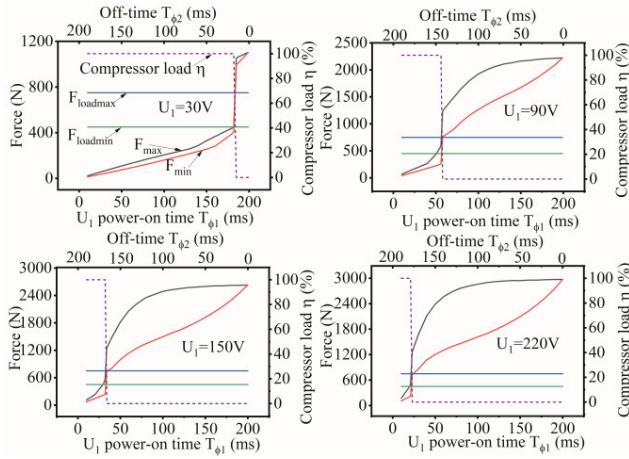 Off-time Tϕ2 (ms)
200 150 100 50 0
1200
800
400
0
Force (N)
Compressor load η
Floadmax
U1=30V
Floadmin
Fmax
Fmin
100
80
60
40
20
0
Compressor load η (%)
0 50 100 150 200
U1 power-on time Tϕ1 (ms)
Off-time Tϕ2 (ms)
200 150 100 50 0
2500
2000
1500
1000
500
0
Force (N)
U1=90V
100
80
60
40
20
0
Compressor load η (%)
0 50 100 150 200
U1 power-on time Tϕ1 (ms)
Off-time Tϕ2 (ms)
200 150 100 50 0
3000
2400
1800
1200
600
0
Force (N)
U1=150V
100
80
60
40
20
0
Compressor load η (%)
0 50 100 150 200
U1 power-on time Tϕ1 (ms)
Off-time Tϕ2 (ms)
200 150 100 50 0
3000
2400
1800
1200
600
0
Force (N)
U1=220V
100
80
60
40
20
0
Compressor load η (%)
0 50 100 150 200
U1 power-on time Tϕ1 (ms)